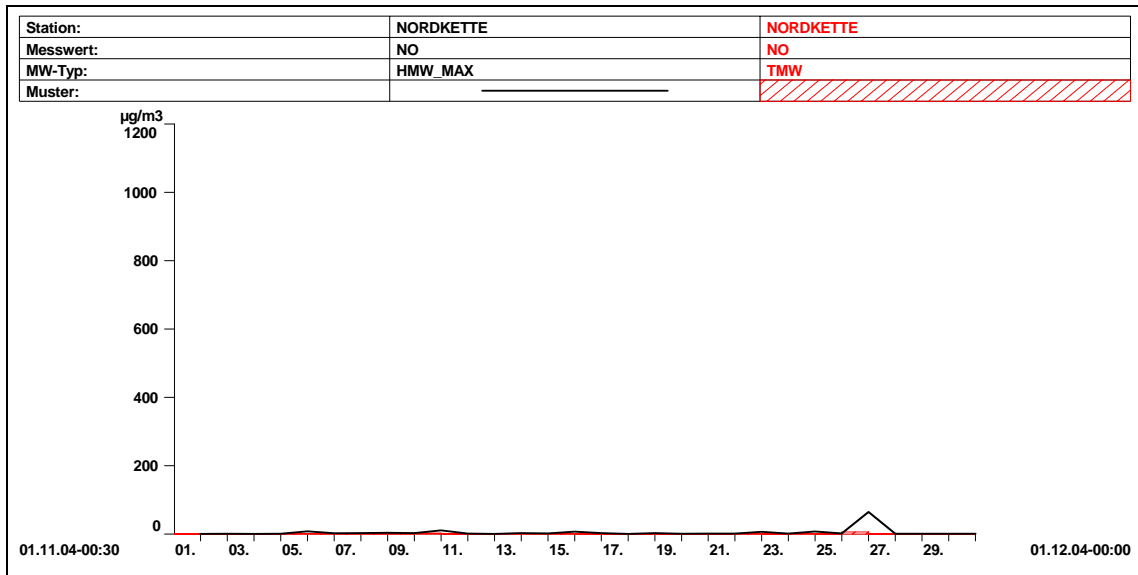 Station: NORDKETTE NORDKETTE
Messwert: NO NO
MW-Typ: HMW_MAX TMW
Muster:
µg/m3
1200
1000
800
600
400
200
0
01.11.04-00:30 01. 03. 05. 07. 09. 11. 13. 15. 17. 19. 21. 23. 25. 27. 29. 01.12.04-00:00